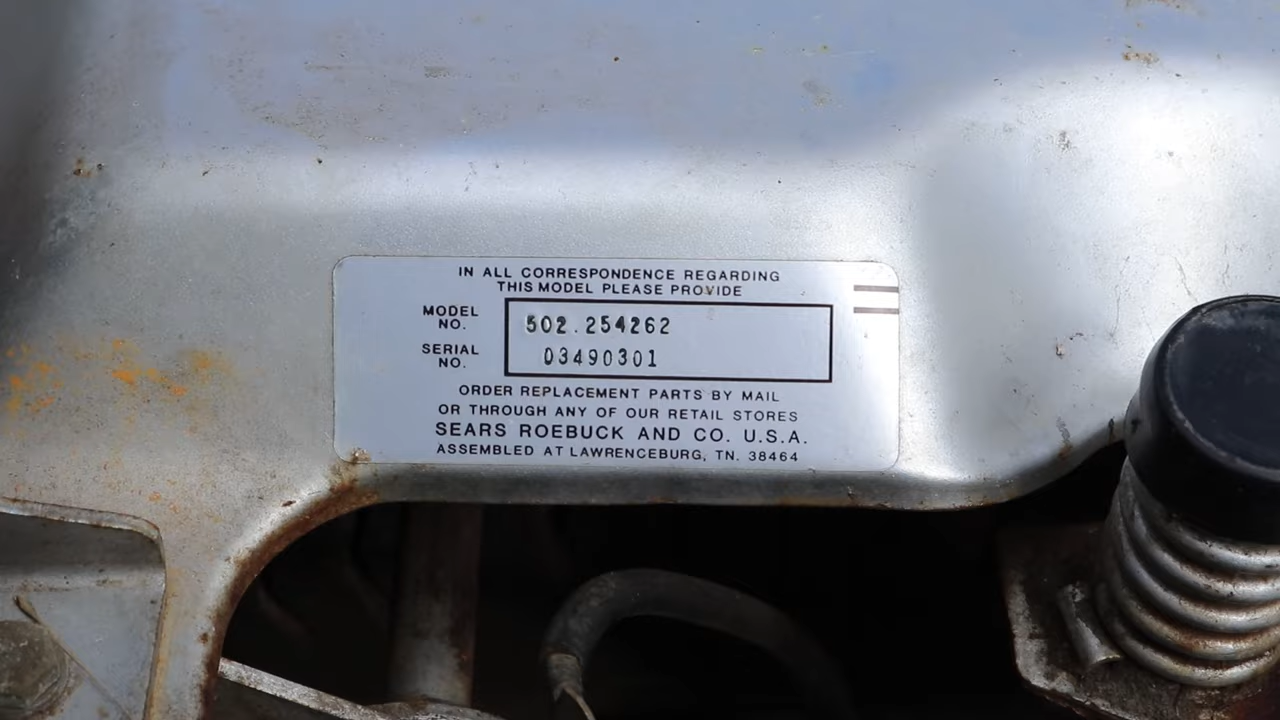 IN ALL CORRESPONDENCE REGARDING
THIS MODEL PLEASE PROVIDE
MODEL NO. 502.254262
SERIAL NO. 03490301
ORDER REPLACEMENT PARTS BY MAIL
OR THROUGH ANY OF OUR RETAIL STORES
SEARS ROEBUCK AND CO. U.S.A.
ASSEMBLED AT LAWRENCEBURG, TN. 38464